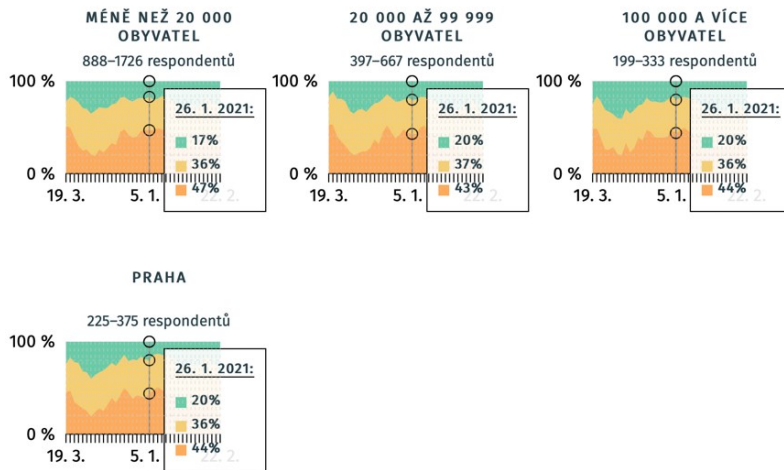 MÉNĚ NEŽ 20 000
OBYVATEL
888–1726 respondentů
100 %
26. 1. 2021:
17%
36%
47%
0 %
19. 3.
5. 1.
22. 2.
20 000 AŽ 99 999
OBYVATEL
397–667 respondentů
100 %
26. 1. 2021:
20%
37%
43%
0 %
19. 3.
5. 1.
22. 2.
100 000 A VÍCE
OBYVATEL
199–333 respondentů
100 %
26. 1. 2021:
20%
36%
44%
0 %
19. 3.
5. 1.
22. 2.
PRAHA
225–375 respondentů
100 %
26. 1. 2021:
20%
36%
44%
0 %
19. 3.
5. 1.
22. 2.